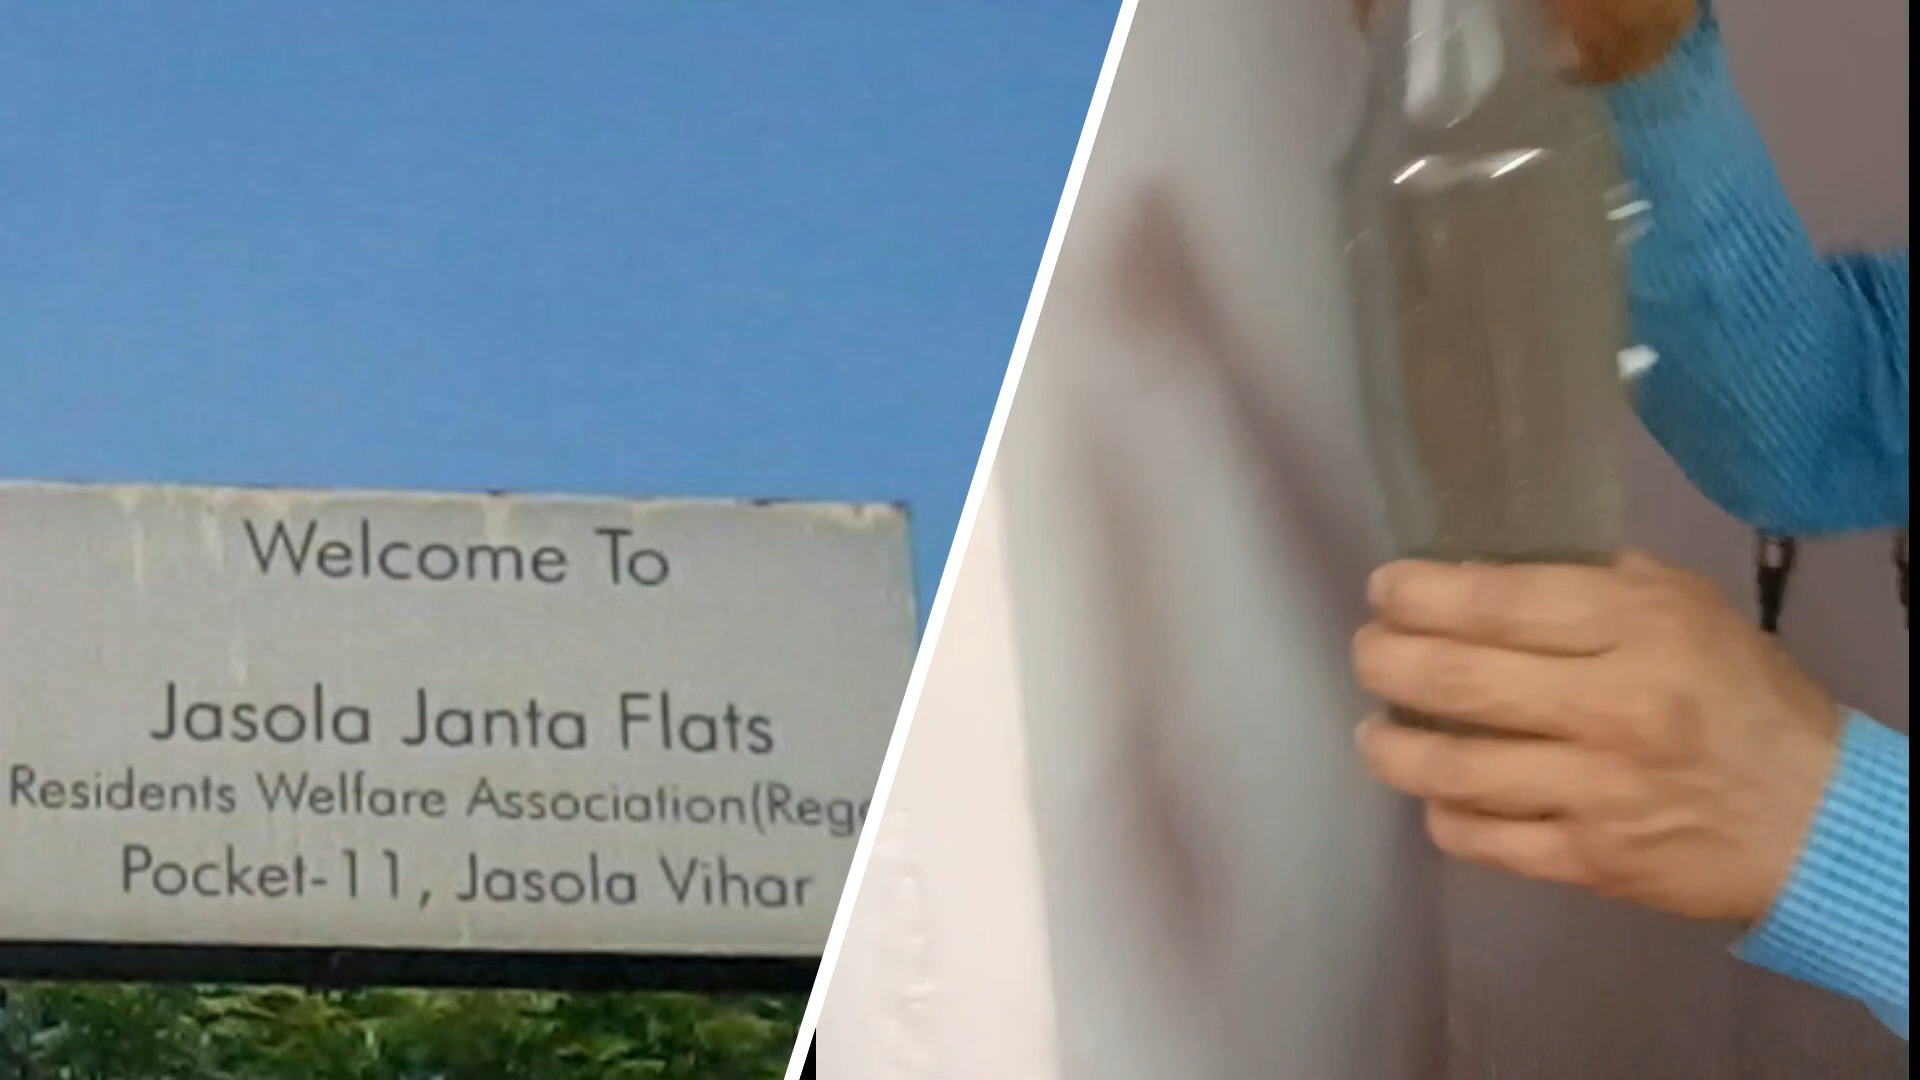 Welcome To
Jasola Janta Flats
Residents Welfare Association(Reg
Pocket-11, Jasola Vihar